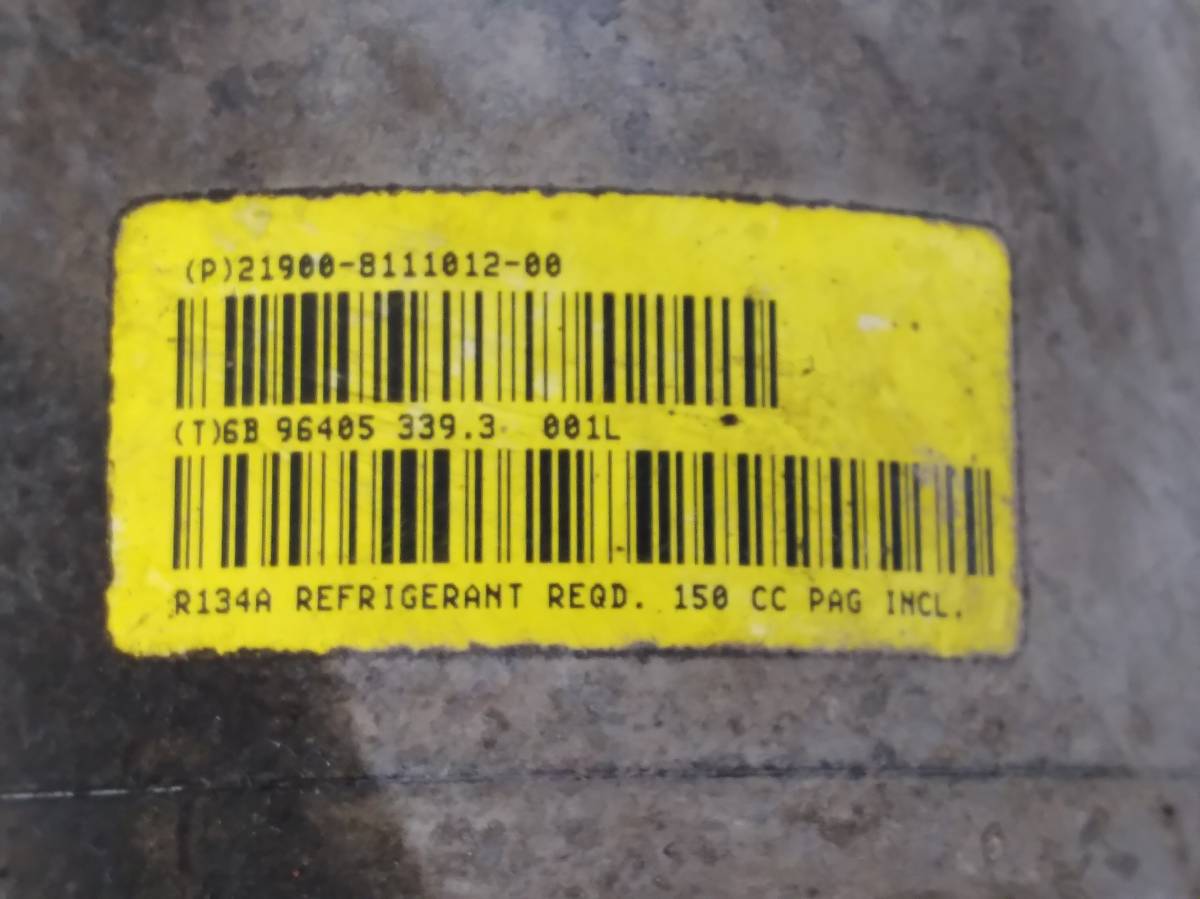 (P)21900-8111012-00
(T)6B 96405 339.3 001L
R134A REFRIGERANT REQD. 150 CC PAG INCL.